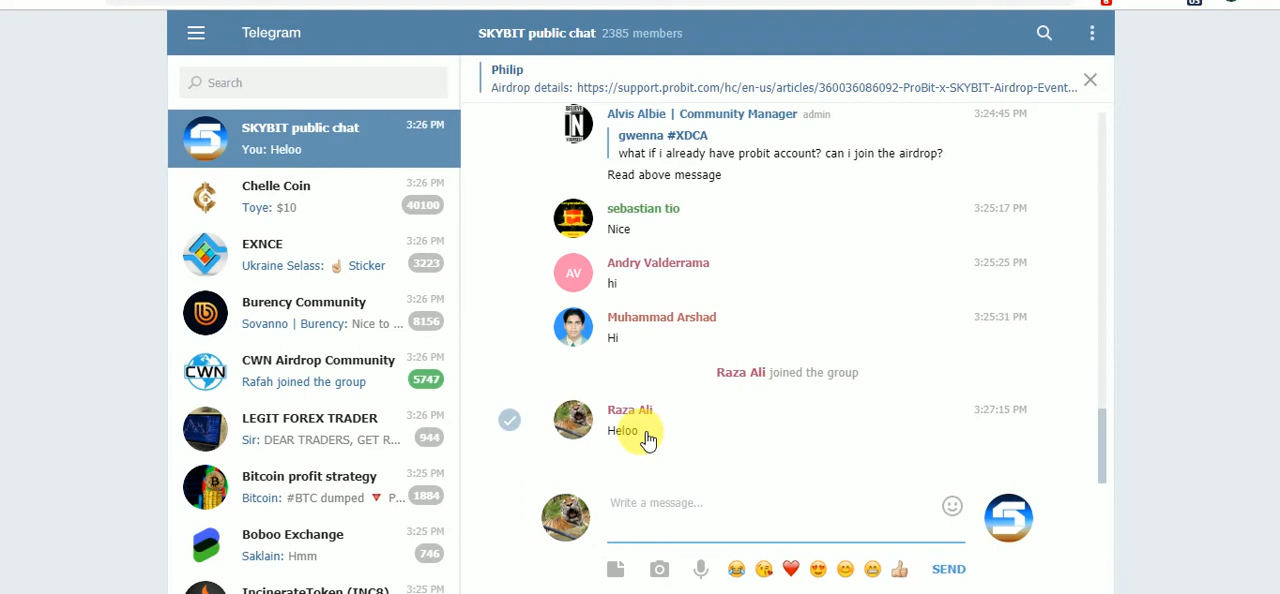 Telegram
SKYBIT public chat 2385 members
Search
Philip
Airdrop details: https://support.probit.com/hc/en-us/articles/360036086092-ProBit-x-SKYBIT-Airdrop-Event...
SKYBIT public chat 3:26 PM
You: Heloo
Chelle Coin 3:26 PM
Toye: $10 40100
EXNCE 3:26 PM
Ukraine Selass: ☝🏼 Sticker 3223
Burency Community 3:26 PM
Sovanno | Burency: Nice to ... 8156
CWN
CWN Airdrop Community 3:26 PM
Rafah joined the group 5747
LEGIT FOREX TRADER 3:26 PM
Sir: DEAR TRADERS, GET R... 944
Bitcoin profit strategy 3:25 PM
Bitcoin: #BTC dumped 🔻 P... 1884
Boboo Exchange 3:25 PM
Saklain: Hmm 746
IncinerateToken (INC8) 3:25 PM
IN
Alvis Albie | Community Manager admin 3:24:45 PM
gwenna #XDCA
what if i already have probit account? can i join the airdrop?
Read above message
sebastian tio 3:25:17 PM
Nice
AV
Andry Valderrama 3:25:25 PM
hi
Muhammad Arshad 3:25:31 PM
Hi
Raza Ali joined the group
Raza Ali 3:27:15 PM
Heloo
Write a message...
SEND